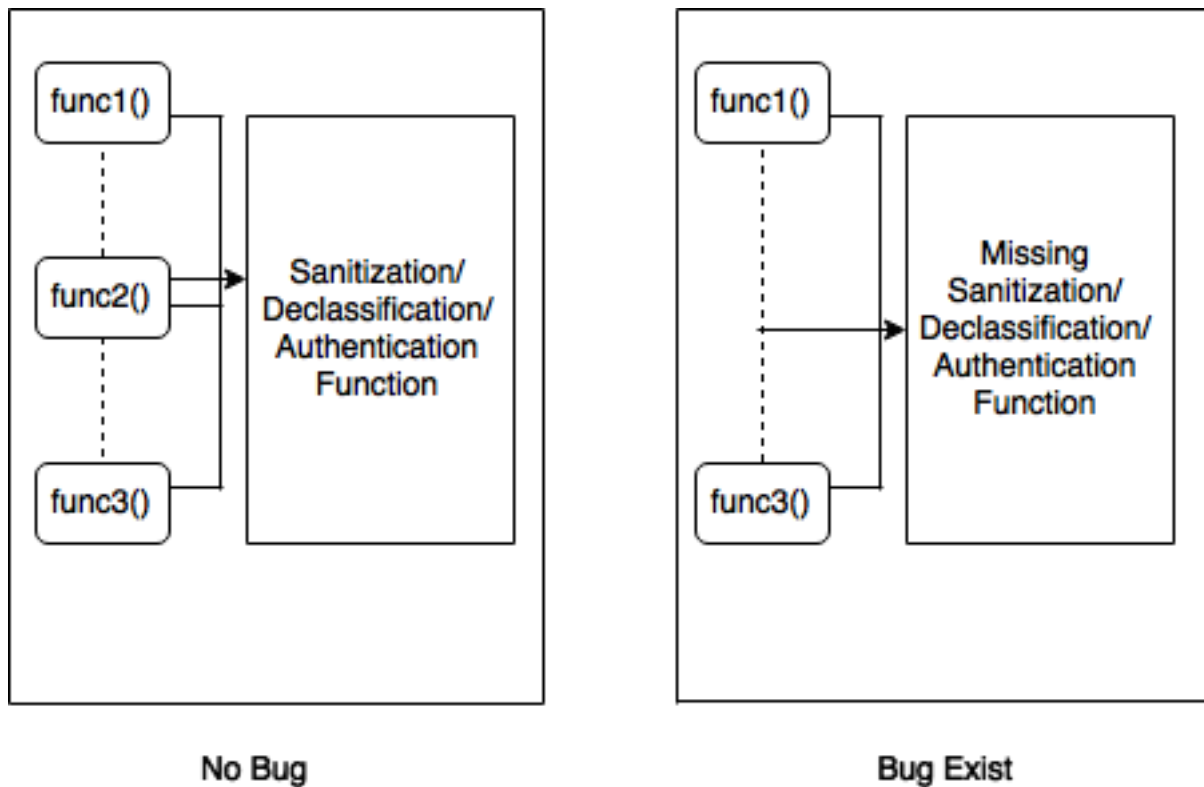 func1()
func2()
func3()
Sanitization/
Declassification/
Authentication
Function
No Bug
func1()
func3()
Missing
Sanitization/
Declassification/
Authentication
Function
Bug Exist